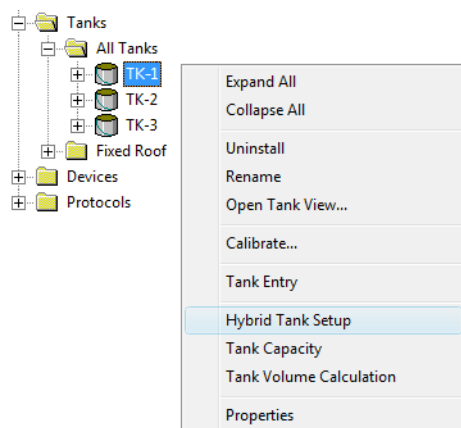 Tanks
All Tanks
TK-1
TK-2
TK-3
Fixed Roof
Devices
Protocols
Expand All
Collapse All
Uninstall
Rename
Open Tank View...
Calibrate...
Tank Entry
Hybrid Tank Setup
Tank Capacity
Tank Volume Calculation
Properties